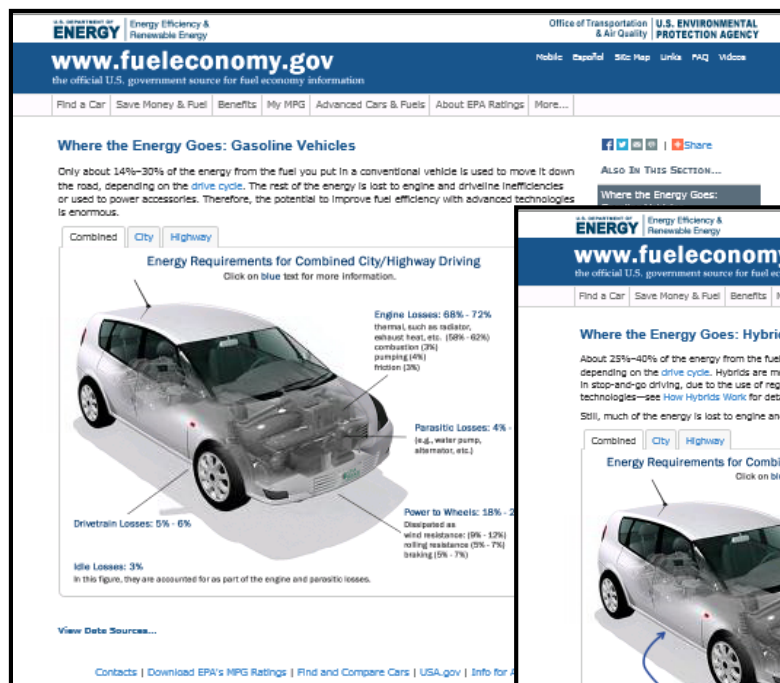 U.S. DEPARTMENT OF
ENERGY
Energy Efficiency &
Renewable Energy
Office of Transportation
& Air Quality
U.S. ENVIRONMENTAL
PROTECTION AGENCY
www.fueleconomy.gov
the official U.S. government source for fuel economy information
Mobile Español Site Map Links FAQ Videos
Find a Car Save Money & Fuel Benefits My MPG Advanced Cars & Fuels About EPA Ratings More...
Where the Energy Goes: Gasoline Vehicles
Only about 14%–30% of the energy from the fuel you put in a conventional vehicle is used to move it down
the road, depending on the drive cycle. The rest of the energy is lost to engine and driveline inefficiencies
or used to power accessories. Therefore, the potential to improve fuel efficiency with advanced technologies
is enormous.
| Share
ALSO IN THIS SECTION...
Where the Energy Goes:
Combined City Highway
Energy Requirements for Combined City/Highway Driving
Click on blue text for more information.
Engine Losses: 68% - 72%
thermal, such as radiator,
exhaust heat, etc. (58% -62%)
combustion (3%)
pumping (4%)
friction (3%)
Parasitic Losses: 4% -
(e.g., water pump,
alternator, etc.)
Power to Wheels: 18% - 2
Dissipated as
wind resistance: (9% - 12%)
rolling resistance (5% - 7%)
braking (5% - 7%)
Drivetrain Losses: 5% - 6%
Idle Losses: 3%
In this figure, they are accounted for as part of the engine and parasitic losses.
View Data Sources...
Contacts | Download EPA's MPG Ratings | Find and Compare Cars | USA.gov | Info for
U.S. DEPARTMENT OF
ENERGY
Energy Efficiency &
Renewable Energy
www.fueleconomy
the official U.S. government source for fuel
Find a Car Save Money & Fuel Benefits
Where the Energy Goes: Hybri
About 25%–40% of the energy from the fuel
depending on the drive cycle. Hybrids are
in stop-and-go driving, due to the use of
technologies—see How Hybrids Work for
Still, much of the energy is lost to engine
Combined City Highway
Energy Requirements for Combi
Click on